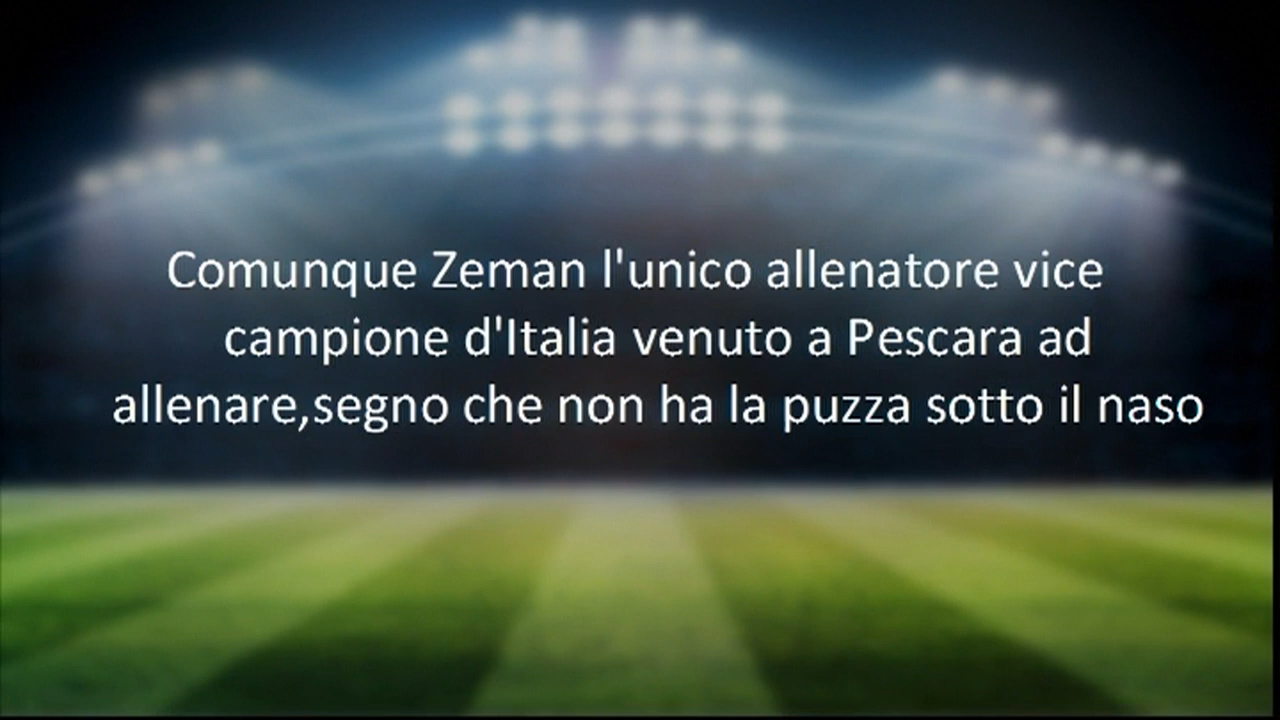 Comunque Zeman l'unico allenatore vice
campione d'Italia venuto a Pescara ad
allenare,segno che non ha la puzza sotto il naso